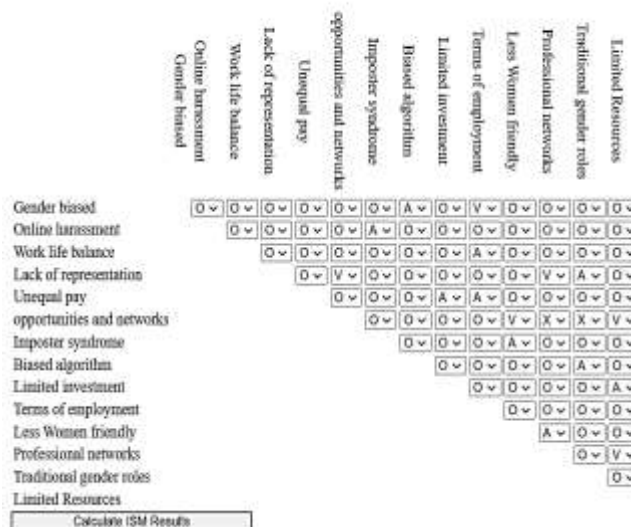 Gender biased
Online harassment
Work life balance
Lack of representation
Unequal pay
opportunities and networks
Imposter syndrome
Biased algorithm
Limited investment
Terms of employment
Less Women friendly
Professional networks
Traditional gender roles
Limited Resources
Gender biased O O O O O O A O V O O O O
Online harassment O O O O A O O O O O O O
Work life balance O O O O O O A O O O O
Lack of representation O V O O O O O V A O
Unequal pay O O O A A O O O O
opportunities and networks O O O O V X X V
Imposter syndrome O O O A O O O
Biased algorithm O O O O A O
Limited investment O O O O A
Terms of employment O O O O
Less Women friendly A O O
Professional networks O V
Traditional gender roles O
Limited Resources
Calculate ISM Results